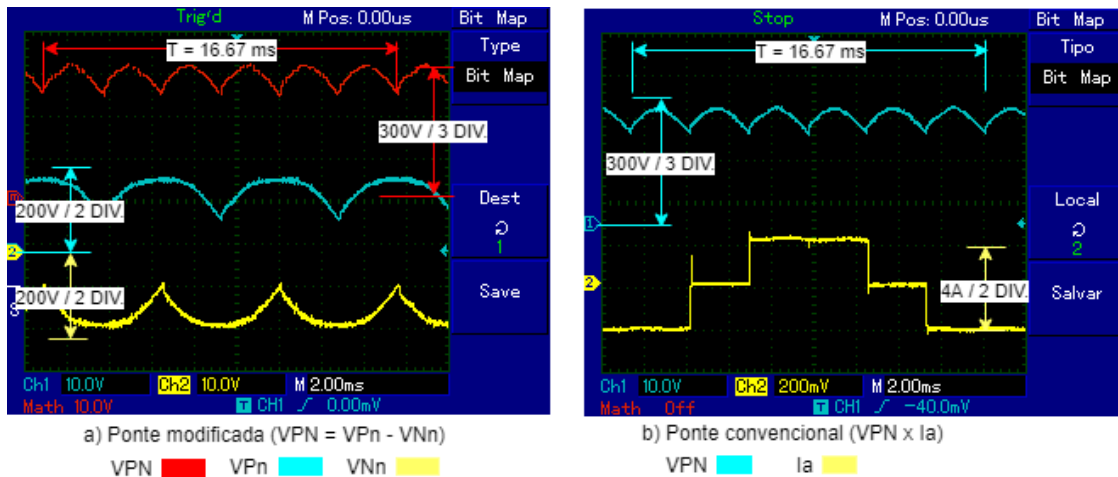 Trig'd
M Pos: 0.00us
Bit Map
T = 16.67 ms
Type
Bit Map
300V / 3 DIV.
m
Dest
1
200V / 2 DIV.
2
200V / 2 DIV.
Save
Ch1 10.0V
Ch2 10.0V
M 2.00ms
Math 10.0V
T CH1 0.00mV
a) Ponte modificada (VPN = VPn - VNn)
VPN
VPn
VNn
Stop
M Pos: 0.00us
Bit Map
T = 16.67 ms
Tipo
Bit Map
300V / 3 DIV.
1
Local
2
2
4A / 2 DIV.
Salvar
Ch1 10.0V
Ch2 200mV
M 2.00ms
Math Off
T CH1 -40.0mV
b) Ponte convencional (VPN x Ia)
VPN
Ia